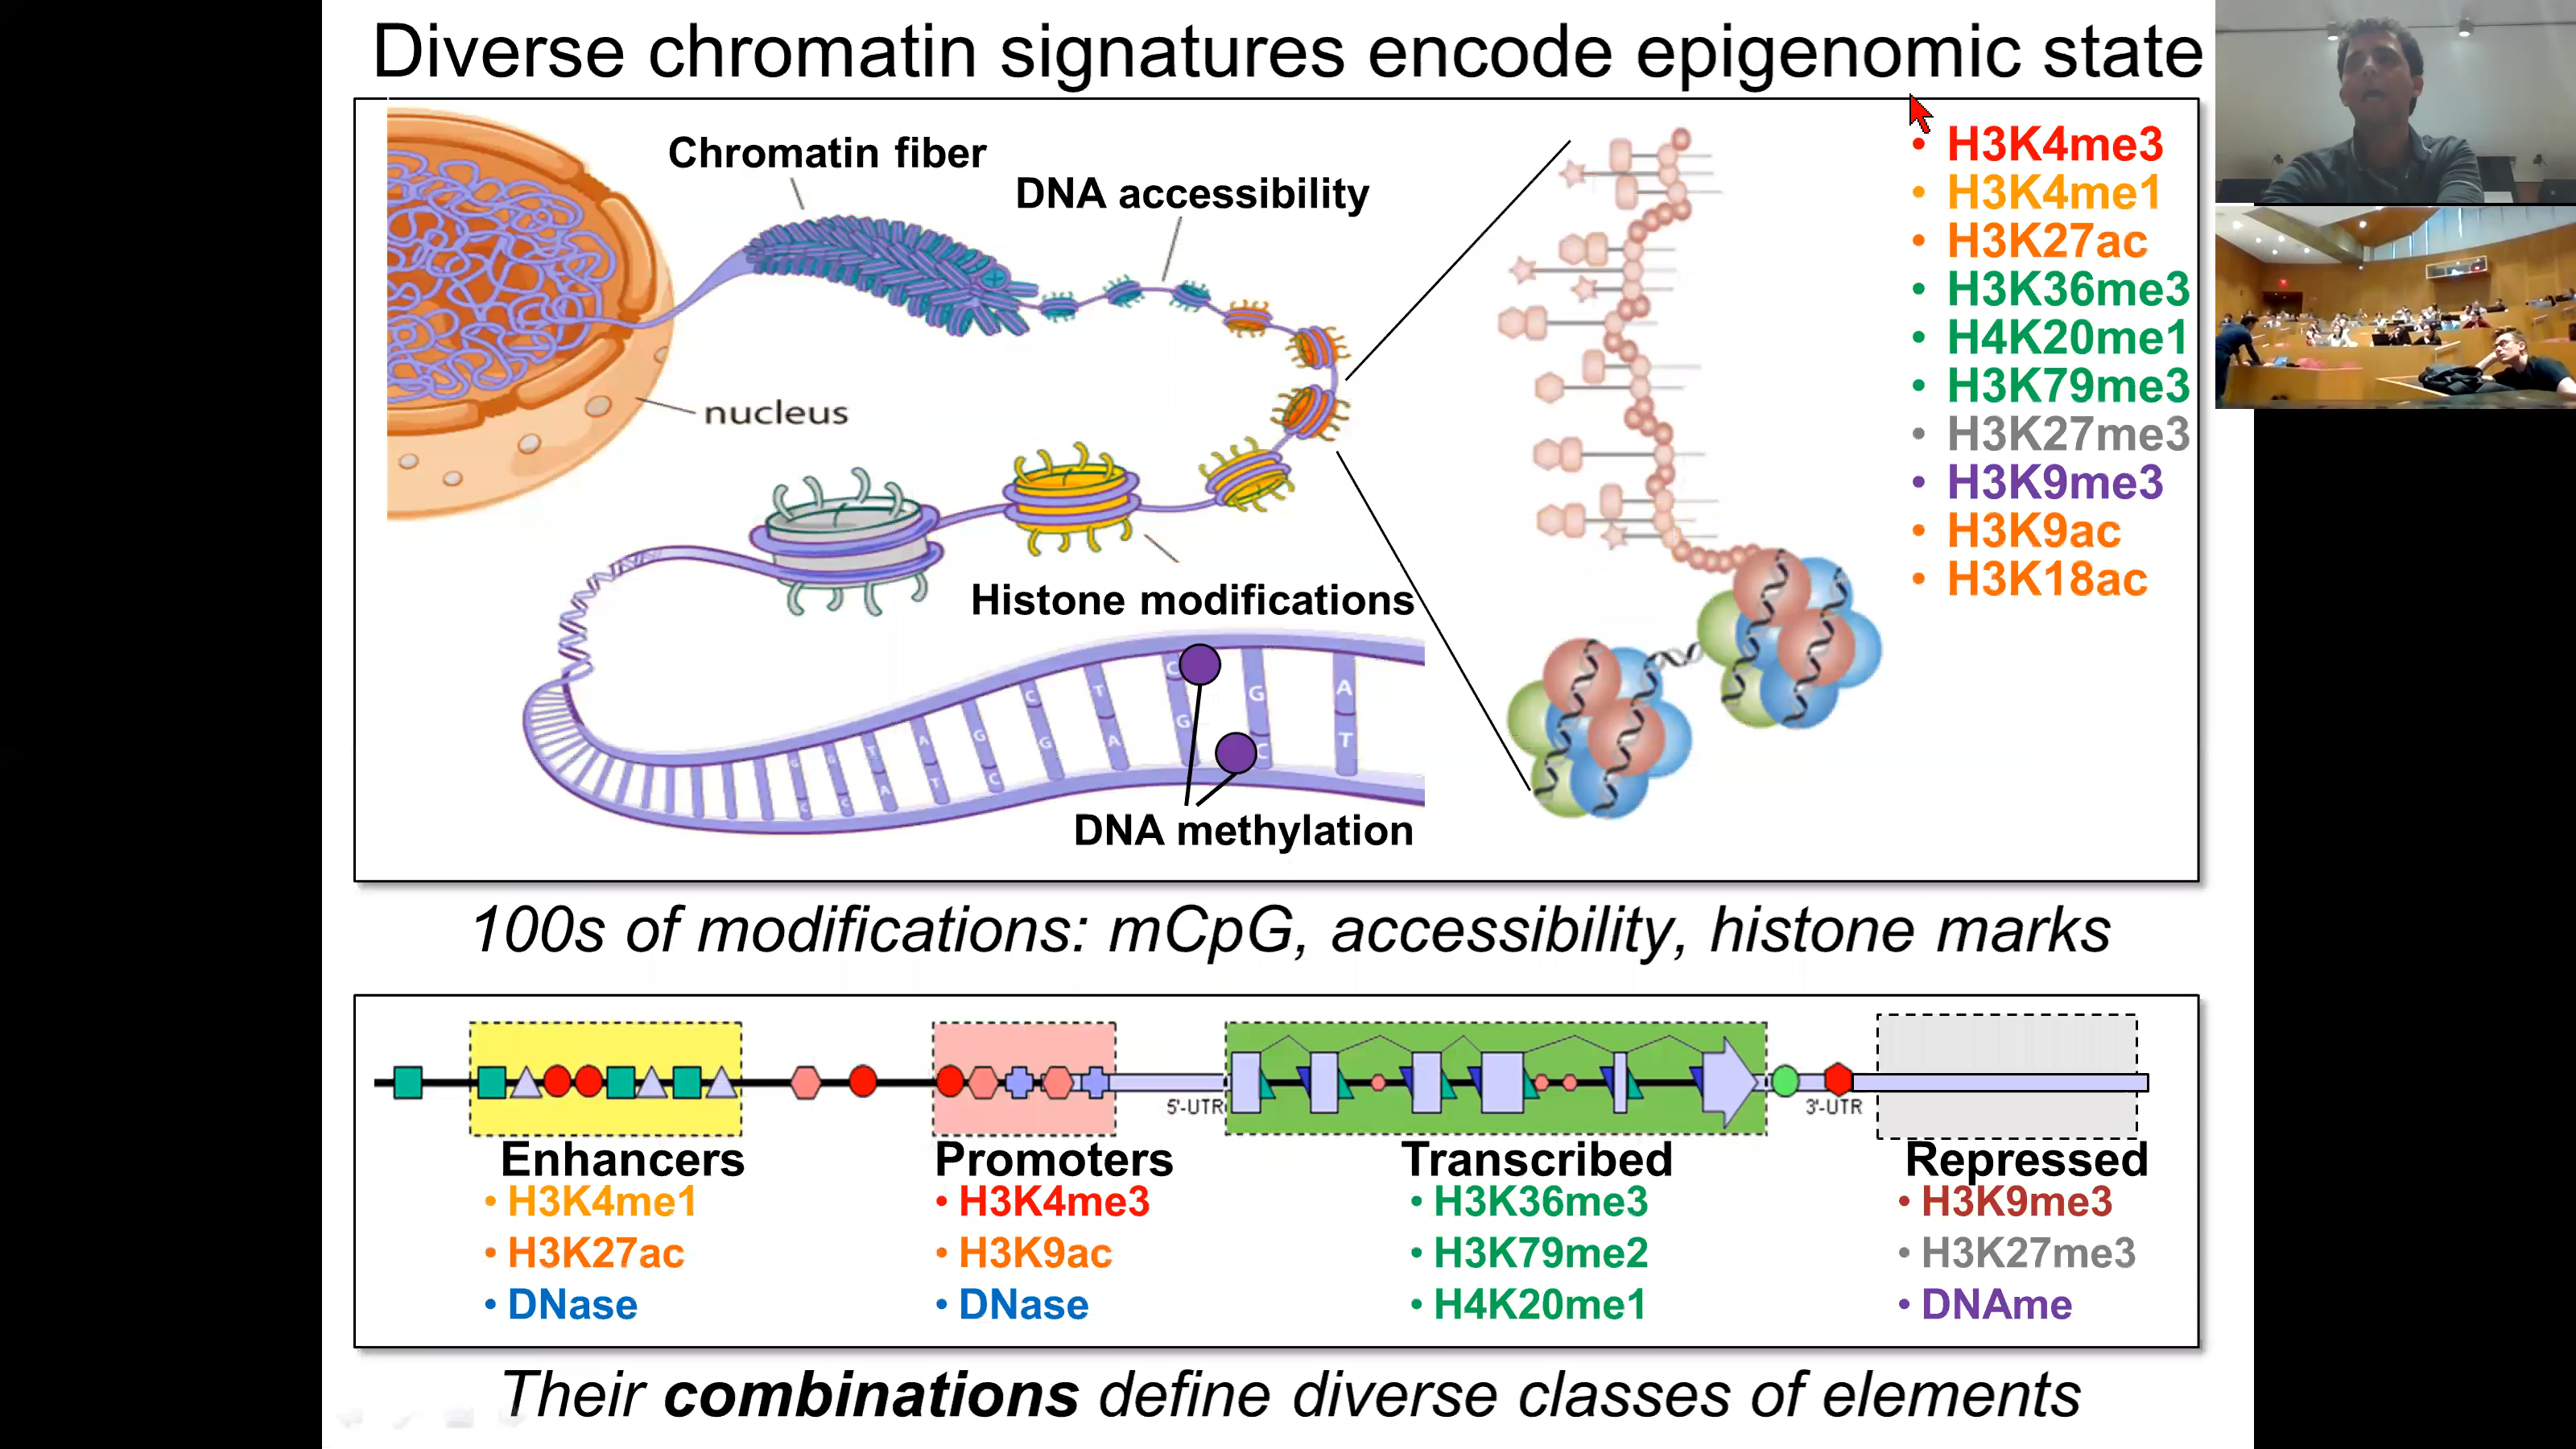 Diverse chromatin signatures encode epigenomic state
Chromatin fiber
DNA accessibility
nucleus
Histone modifications
C
T
C
G
A
G
C
T
A
G
C
G
A
T
A
T
A
G
C
G
C
DNA methylation
• H3K4me3
• H3K4me1
• H3K27ac
• H3K36me3
• H4K20me1
• H3K79me3
• H3K27me3
• H3K9me3
• H3K9ac
• H3K18ac
100s of modifications: mCpG, accessibility, histone marks
5'-UTR
3'-UTR
Enhancers
• H3K4me1
• H3K27ac
• DNase
Promoters
• H3K4me3
• H3K9ac
• DNase
Transcribed
• H3K36me3
• H3K79me2
• H4K20me1
Repressed
• H3K9me3
• H3K27me3
• DNAme
Their combinations define diverse classes of elements